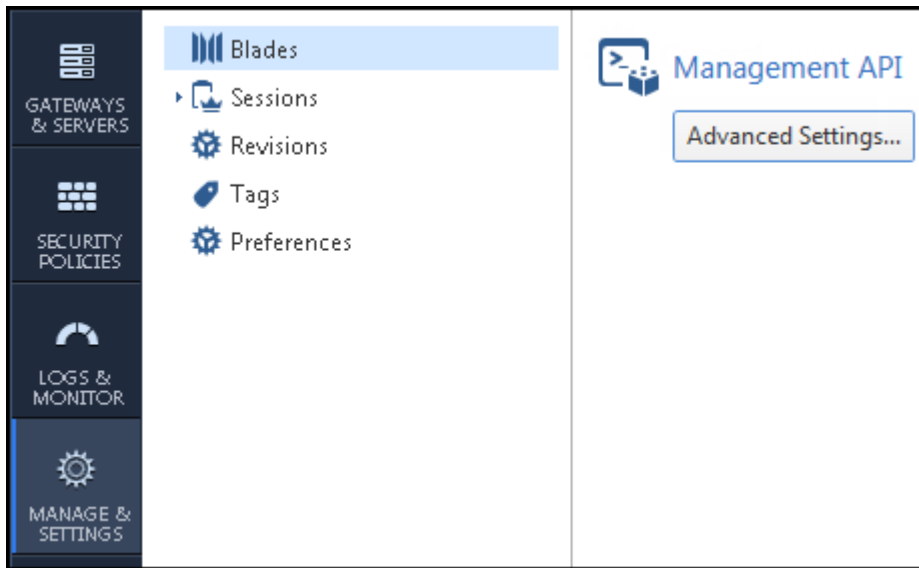 GATEWAYS
& SERVERS
SECURITY
POLICIES
LOGS &
MONITOR
MANAGE &
SETTINGS
Blades
Sessions
Revisions
Tags
Preferences
Management API
Advanced Settings...